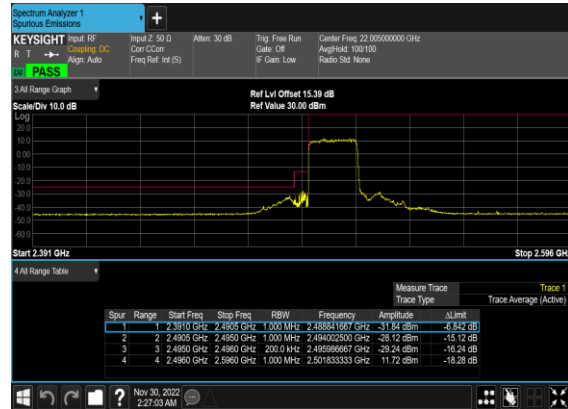 Spectrum Analyzer 1
Spurious Emissions
+
KEYSIGHT Input: RF Input Z: 50 Ω Atten: 30 dB Trig: Free Run Center Freq: 22.005000000 GHz
R T Coupling: DC Corr CCorr Gate: Off Avg|Hold: 100/100
Align: Auto Freq Ref: Int (S) IF Gain: Low Radio Std: None
PASS
3 All Range Graph
Ref Lvl Offset 15.39 dB
Scale/Div 10.0 dB Ref Value 30.00 dBm
Log
20.0
10.0
0.00
-10.0
-20.0
-30.0
-40.0
-50.0
-60.0
Start 2.391 GHz Stop 2.596 GHz
4 All Range Table
Measure Trace Trace 1
Trace Type Trace Average (Active)
Spur Range Start Freq Stop Freq RBW Frequency Amplitude ΔLimit
1 1 2.3910 GHz 2.4905 GHz 1.000 MHz 2.488841667 GHz -31.84 dBm -6.842 dB
2 2 2.4905 GHz 2.4950 GHz 1.000 MHz 2.494002500 GHz -28.12 dBm -15.12 dB
3 3 2.4950 GHz 2.4960 GHz 200.0 kHz 2.495986667 GHz -29.24 dBm -16.24 dB
4 4 2.4960 GHz 2.5960 GHz 1.000 MHz 2.501833333 GHz 11.72 dBm -18.28 dB
? Nov 30, 2022
2:27:03 AM